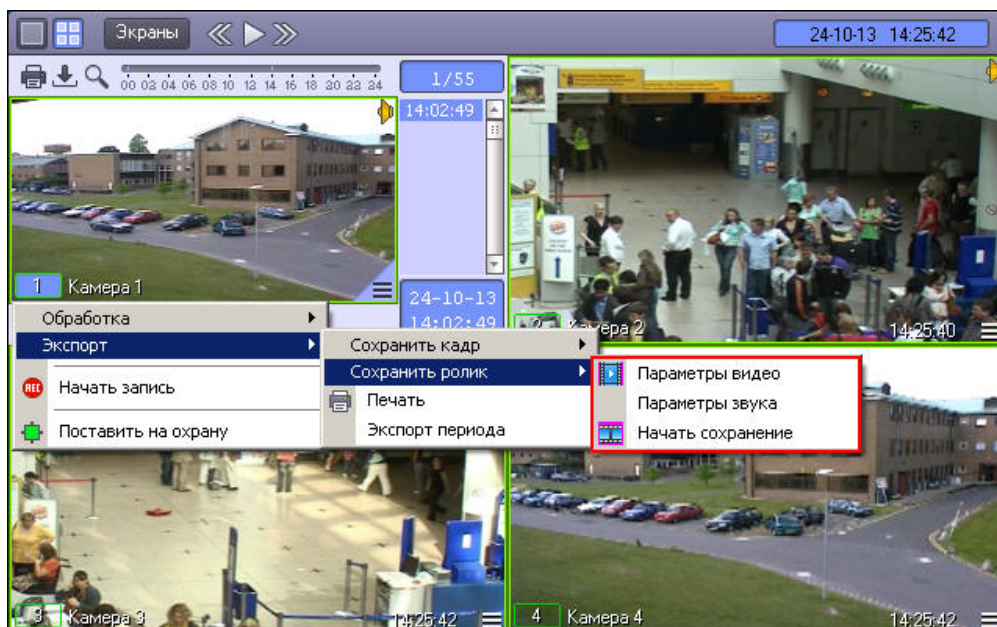 Экраны
24-10-13 14:25:42
00 02 04 06 08 10 12 14 16 18 20 22 24
1/55
14:02:49
1 Камера 1
24-10-13
14:02:49
2 Камера 2
14:25:40
Обработка
Экспорт
REC Начать запись
Поставить на охрану
Сохранить кадр
Сохранить ролик
Печать
Экспорт периода
Параметры видео
Параметры звука
Начать сохранение
3 Камера 3
14:25:42
4 Камера 4
14:25:42